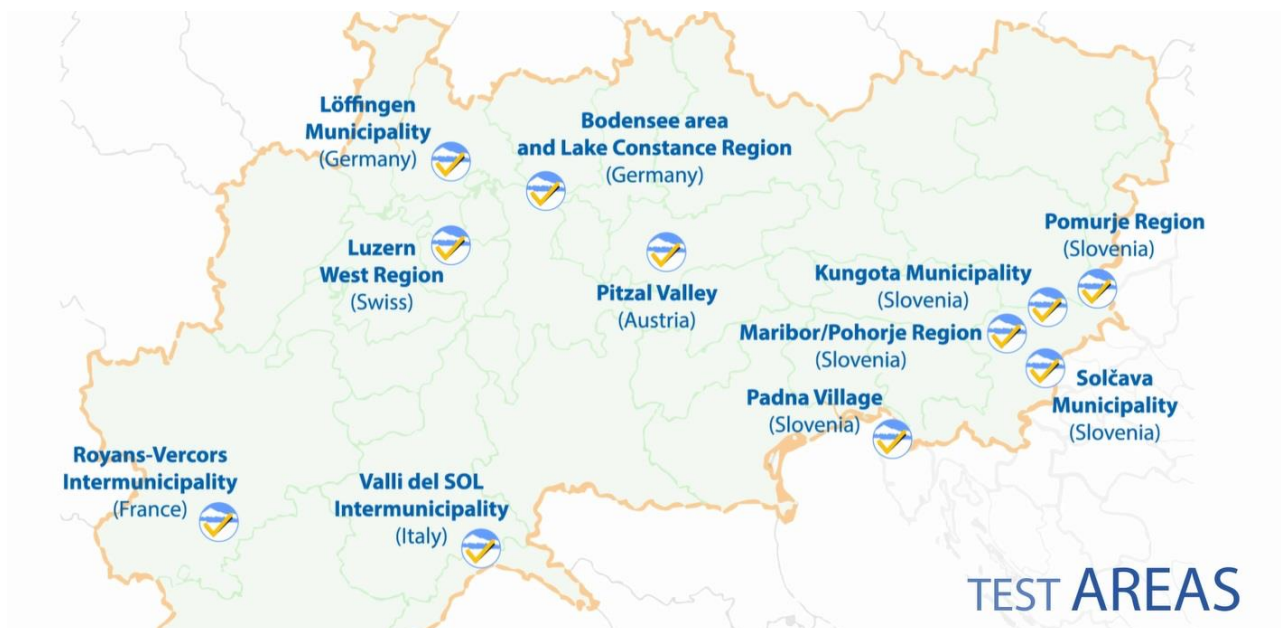 Löffingen
Municipality
(Germany)
Bodensee area
and Lake Constance Region
(Germany)
Luzern
West Region
(Swiss)
Pitzal Valley
(Austria)
Pomurje Region
(Slovenia)
Kungota Municipality
(Slovenia)
Maribor/Pohorje Region
(Slovenia)
Padna Village
(Slovenia)
Solčava
Municipality
(Slovenia)
Royans-Vercors
Intermunicipality
(France)
Valli del SOL
Intermunicipality
(Italy)
TEST AREAS